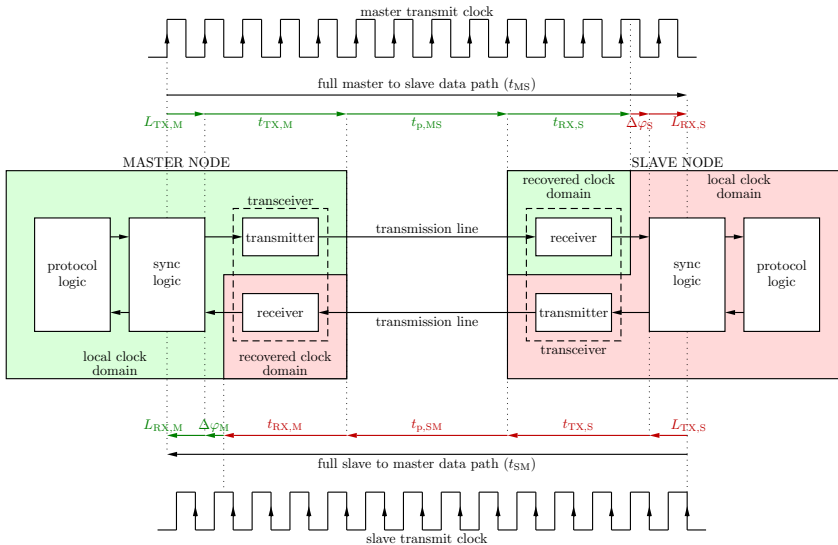 master transmit clock
full master to slave data path (t_MS)
L_TX,M
t_TX,M
t_p,MS
t_RX,S
Δφ_S
L_RX,S
MASTER NODE
SLAVE NODE
transceiver
recovered clock
domain
local clock
domain
protocol
logic
sync
logic
transmitter
transmission line
receiver
sync
logic
protocol
logic
receiver
transmission line
transmitter
local clock
domain
recovered clock
domain
transceiver
L_RX,M
Δφ_M
t_RX,M
t_p,SM
t_TX,S
L_TX,S
full slave to master data path (t_SM)
slave transmit clock